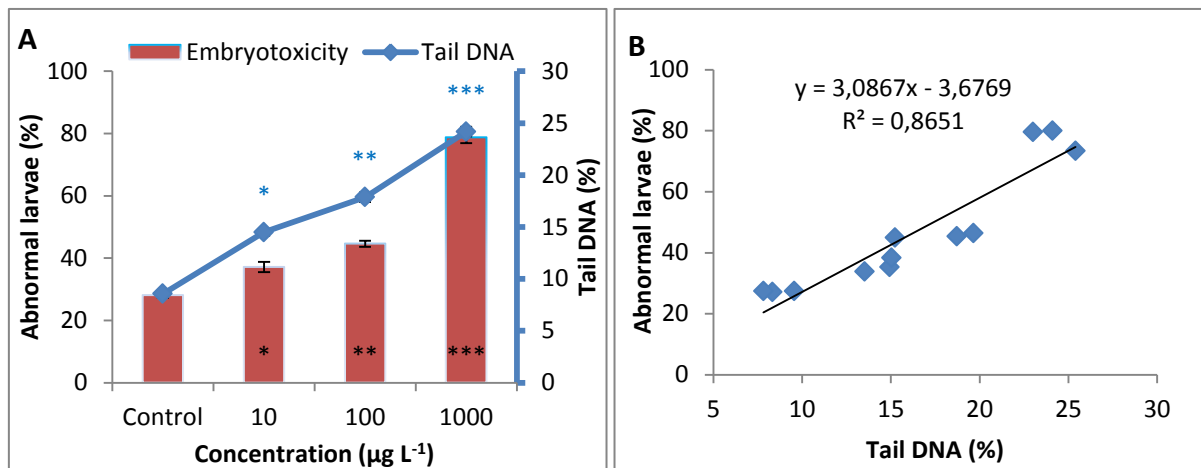 A
Embryotoxicity
Tail DNA
Abnormal larvae (%)
100
80
60
40
20
0
30
25
20
15
10
5
0
Tail DNA (%)
***
**
*
*
**
***
Control 10 100 1000
Concentration (µg L⁻¹)
B
y = 3,0867x - 3,6769
R² = 0,8651
Abnormal larvae (%)
100
80
60
40
20
0
5 10 15 20 25 30
Tail DNA (%)